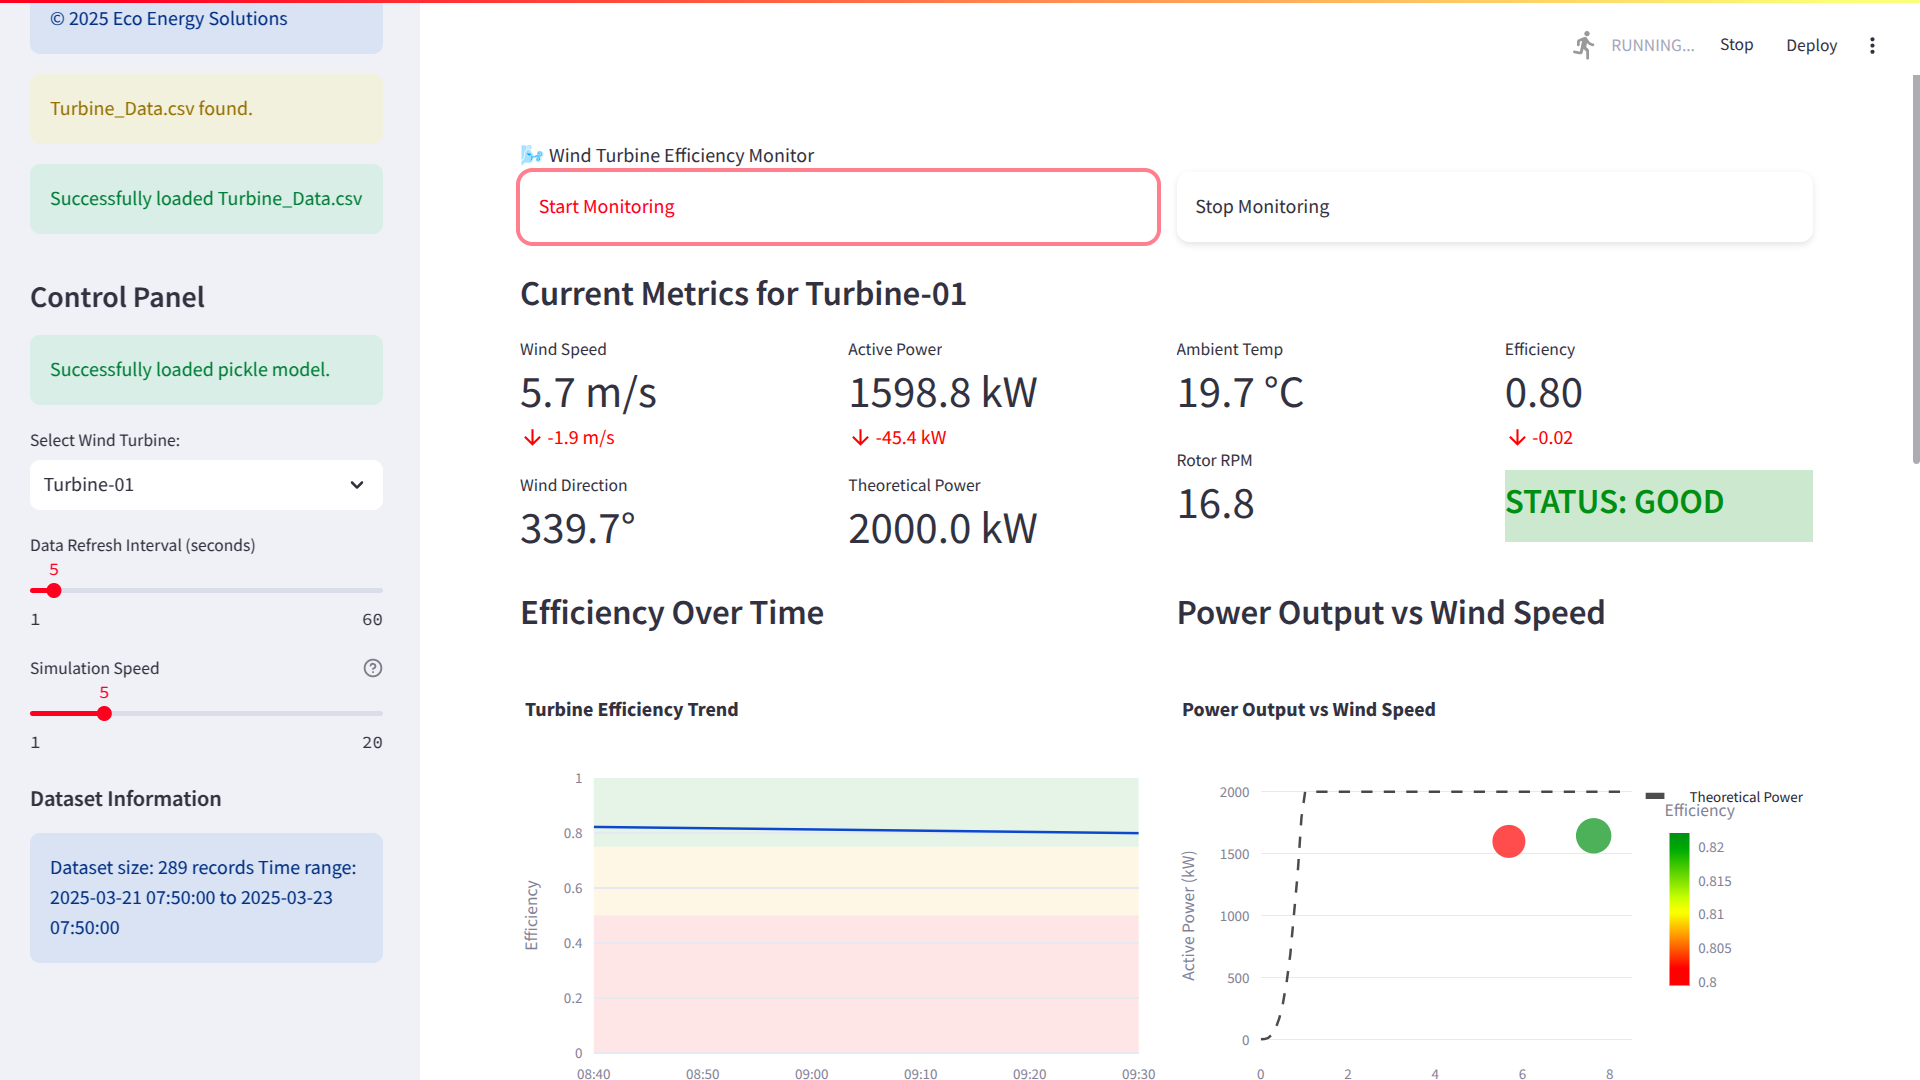 © 2025 Eco Energy Solutions
Turbine_Data.csv found.
Successfully loaded Turbine_Data.csv
Control Panel
Successfully loaded pickle model.
Select Wind Turbine:
Turbine-01
Data Refresh Interval (seconds)
5
1 60
Simulation Speed
5
1 20
Dataset Information
Dataset size: 289 records Time range:
2025-03-21 07:50:00 to 2025-03-23
07:50:00
RUNNING...
Stop
Deploy
Wind Turbine Efficiency Monitor
Start Monitoring
Stop Monitoring
Current Metrics for Turbine-01
Wind Speed
5.7 m/s
-1.9 m/s
Wind Direction
339.7°
Active Power
1598.8 kW
-45.4 kW
Theoretical Power
2000.0 kW
Ambient Temp
19.7 °C
Rotor RPM
16.8
Efficiency
0.80
-0.02
STATUS: GOOD
Efficiency Over Time
Turbine Efficiency Trend
Efficiency
1
0.8
0.6
0.4
0.2
0
08:40 08:50 09:00 09:10 09:20 09:30
Power Output vs Wind Speed
Power Output vs Wind Speed
Active Power (kW)
2000
1500
1000
500
0
0 2 4 6 8
Theoretical Power
Efficiency
0.82
0.815
0.81
0.805
0.8